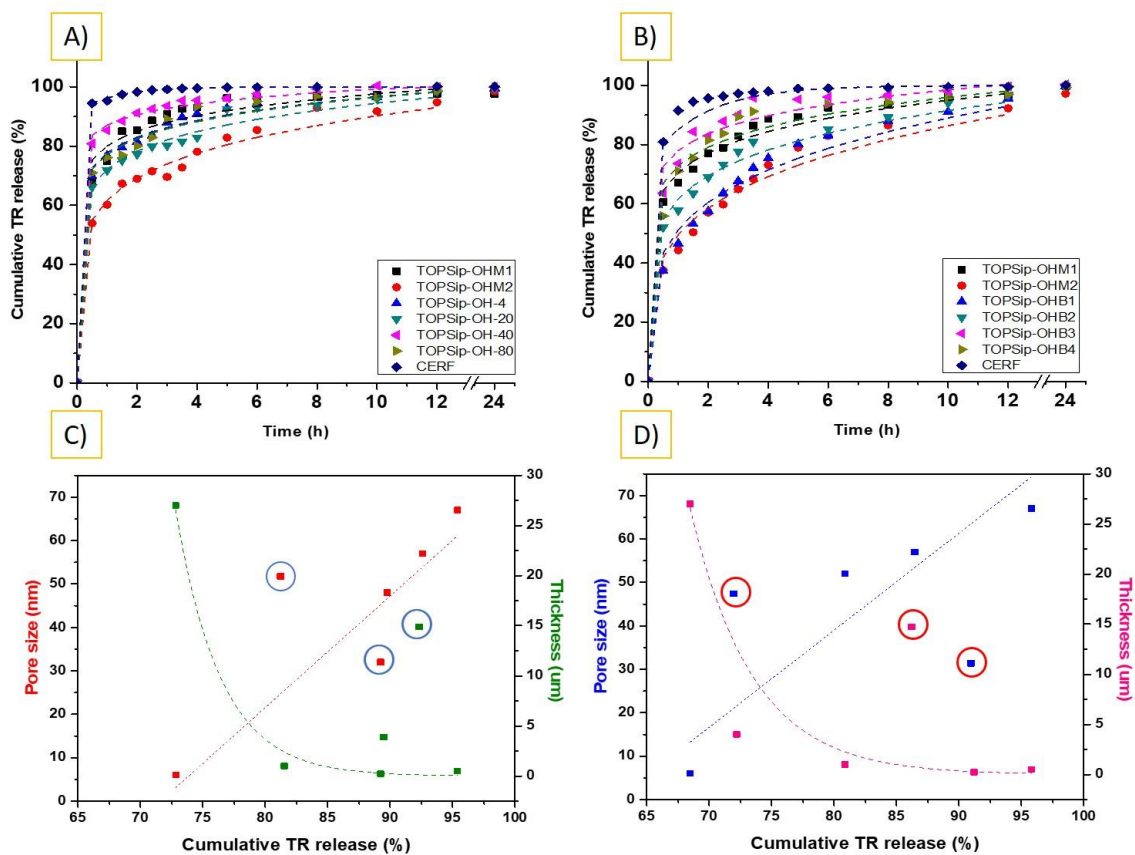 A)
Cumulative TR release (%)
120
100
80
60
40
20
0
TOPSip-OHM1
TOPSip-OHM2
TOPSip-OH-4
TOPSip-OH-20
TOPSip-OH-40
TOPSip-OH-80
CERF
0 2 4 6 8 10 12 24
Time (h)
B)
Cumulative TR release (%)
120
100
80
60
40
20
0
TOPSip-OHM1
TOPSip-OHM2
TOPSip-OHB1
TOPSip-OHB2
TOPSip-OHB3
TOPSip-OHB4
CERF
0 2 4 6 8 10 12 24
Time (h)
C)
Pore size (nm)
70
60
50
40
30
20
10
0
30
25
20
15
10
5
0
Thickness (um)
65 70 75 80 85 90 95 100
Cumulative TR release (%)
D)
Pore size (nm)
70
60
50
40
30
20
10
0
30
25
20
15
10
5
0
Thickness (um)
65 70 75 80 85 90 95 100
Cumulative TR release (%)